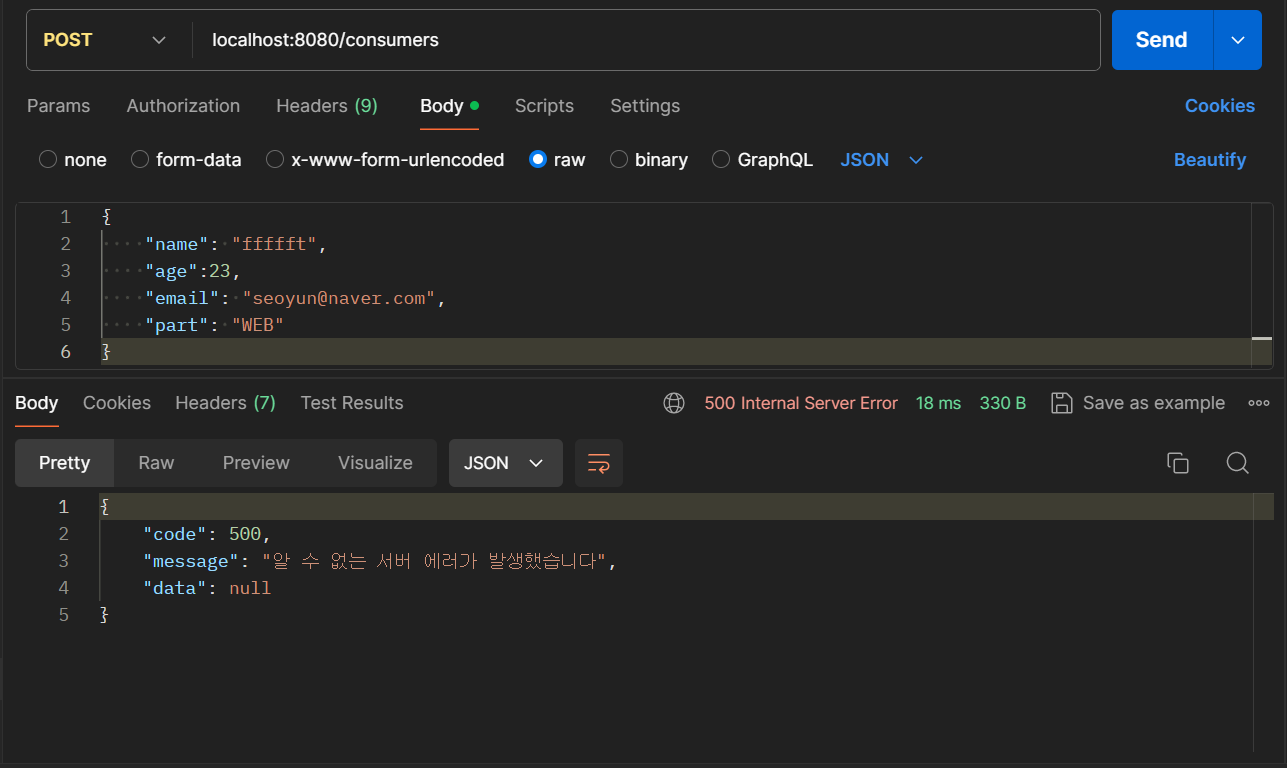 POST localhost:8080/consumers Send
Params Authorization Headers (9) Body Scripts Settings Cookies
none form-data x-www-form-urlencoded raw binary GraphQL JSON Beautify
1 {
2 ····"name":·"ffffft",
3 ····"age":23,
4 ····"email":·"seoyun@naver.com",
5 ····"part":·"WEB"
6 }
Body Cookies Headers (7) Test Results 500 Internal Server Error 18 ms 330 B Save as example
Pretty Raw Preview Visualize JSON
1 {
2 "code": 500,
3 "message": "알 수 없는 서버 에러가 발생했습니다",
4 "data": null
5 }